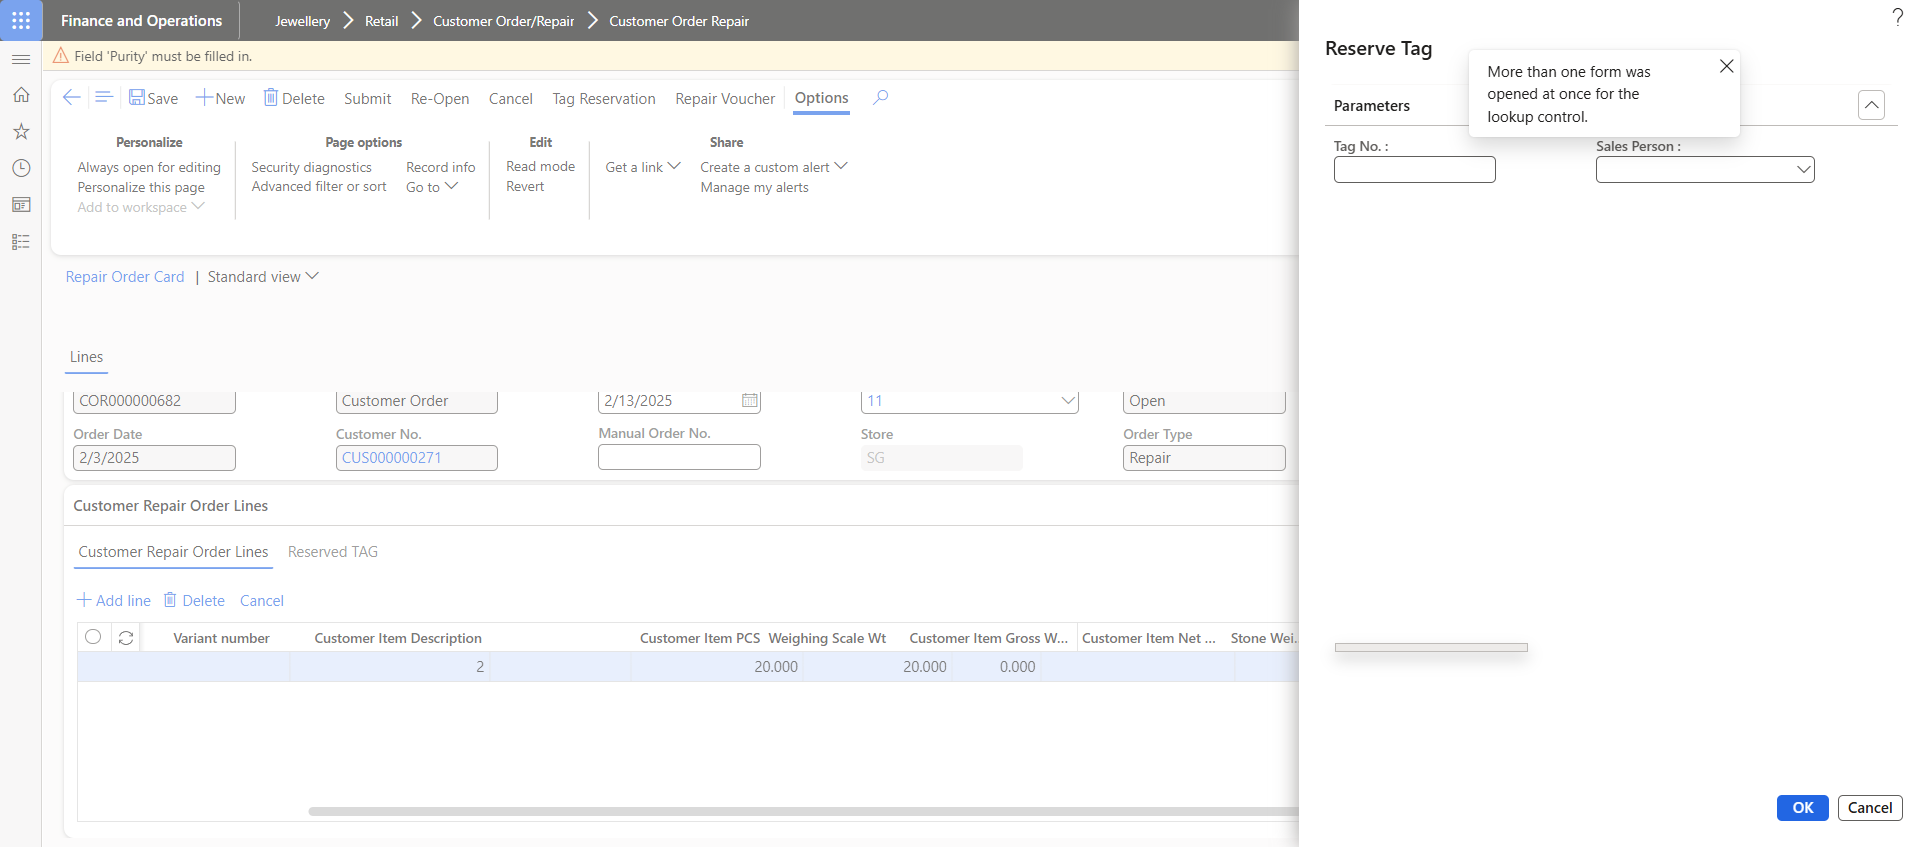 Finance and Operations
Jewellery > Retail > Customer Order/Repair > Customer Order Repair
?
Field 'Purity' must be filled in.
Save New Delete Submit Re-Open Cancel Tag Reservation Repair Voucher Options
Personalize
Always open for editing
Personalize this page
Add to workspace
Page options
Security diagnostics
Advanced filter or sort
Record info
Go to
Edit
Read mode
Revert
Share
Get a link
Create a custom alert
Manage my alerts
Repair Order Card | Standard view
Lines
COR000000682 Customer Order 2/13/2025 11 Open
Order Date Customer No. Manual Order No. Store Order Type
2/3/2025 CUS000000271 SG Repair
Customer Repair Order Lines
Customer Repair Order Lines Reserved TAG
Add line Delete Cancel
Variant number Customer Item Description Customer Item PCS Weighing Scale Wt Customer Item Gross W... Customer Item Net ... Stone Wei...
2 20.000 20.000 0.000
Reserve Tag
More than one form was
opened at once for the
lookup control.
Parameters
Tag No. : Sales Person :
OK Cancel